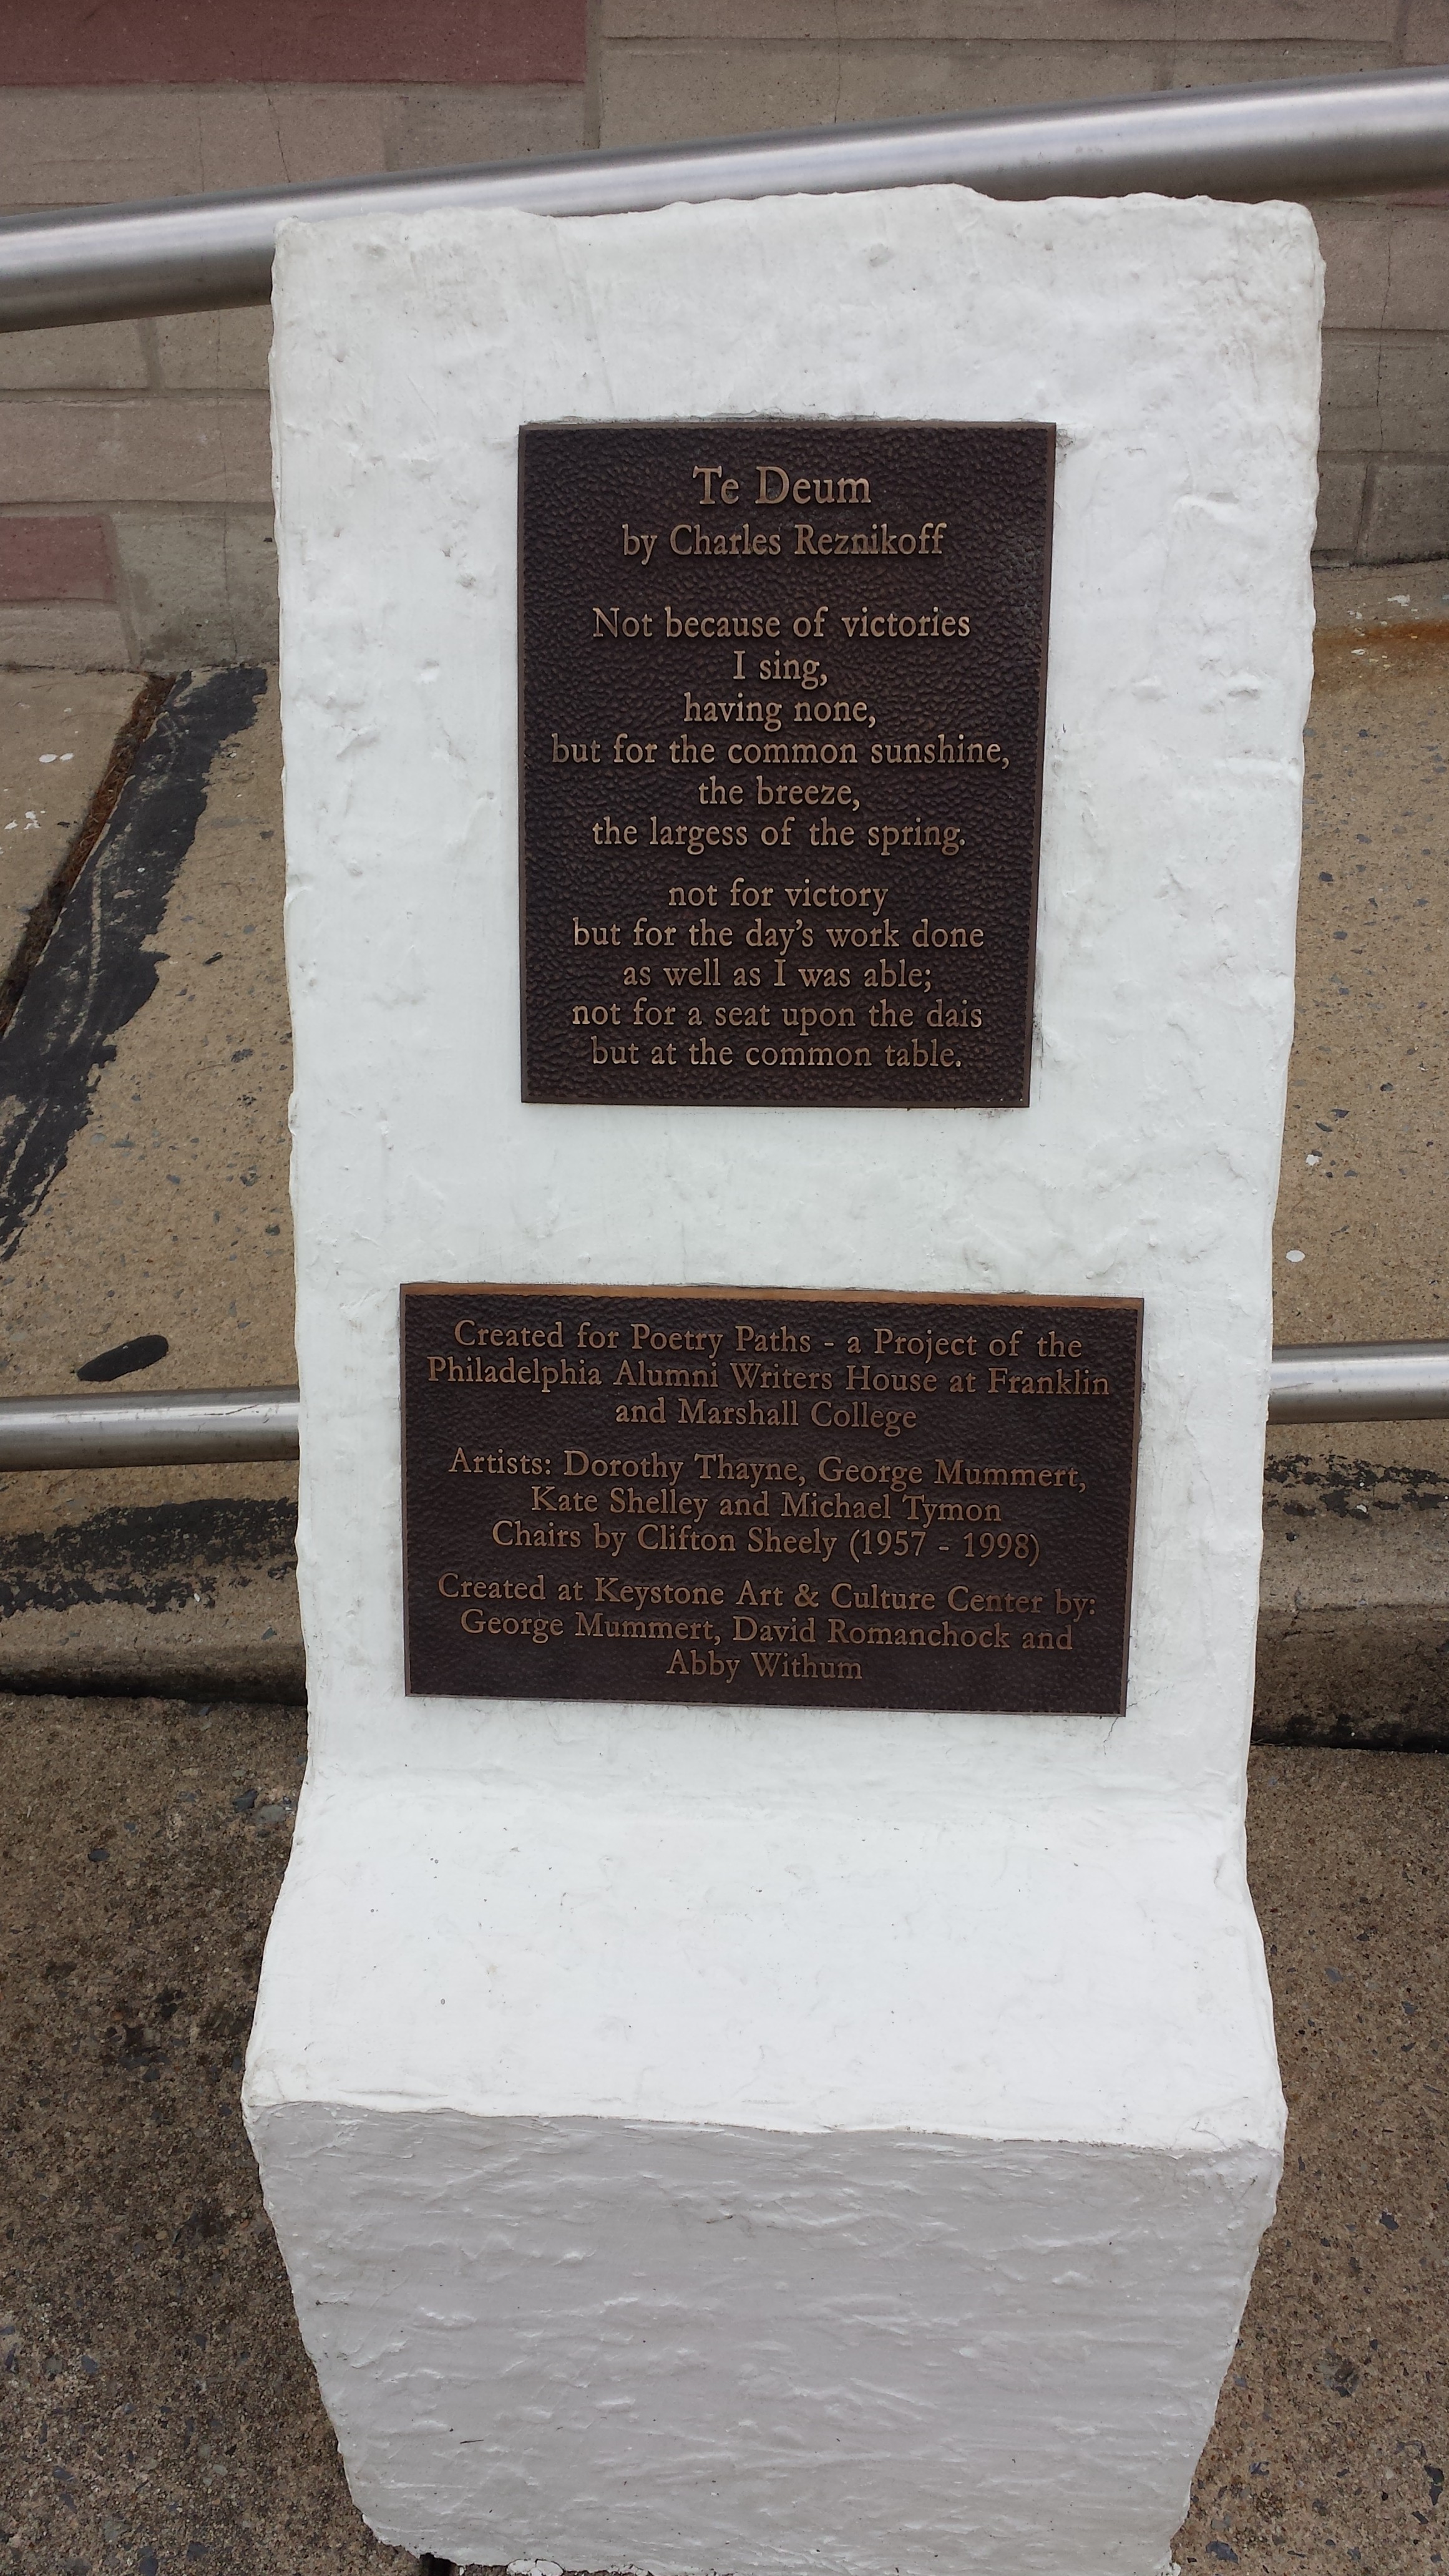 Te Deum
by Charles Reznikoff
Not because of victories
I sing,
having none,
but for the common sunshine,
the breeze,
the largess of the spring.
not for victory
but for the day's work done
as well as I was able;
not for a seat upon the dais
but at the common table.
Created for Poetry Paths - a Project of the
Philadelphia Alumni Writers House at Franklin
and Marshall College
Artists: Dorothy Thayne, George Mummert,
Kate Shelley and Michael Tymon
Chairs by Clifton Sheely (1957 - 1998)
Created at Keystone Art & Culture Center by:
George Mummert, David Romanchock and
Abby Withum